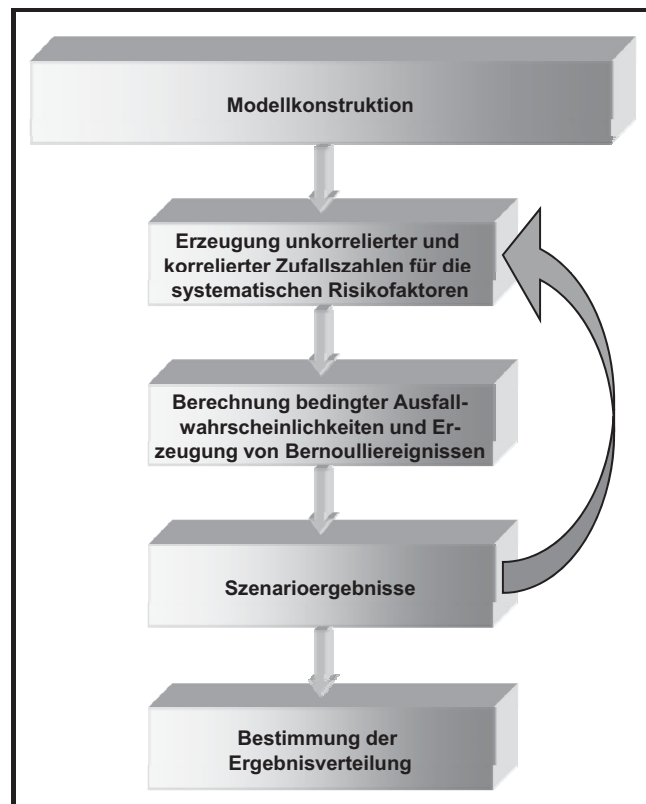 Modellkonstruktion
Erzeugung unkorrelierter und
korrelierter Zufallszahlen für die
systematischen Risikofaktoren
Berechnung bedingter Ausfall-
wahrscheinlichkeiten und Er-
zeugung von Bernoulliereignissen
Szenarioergebnisse
Bestimmung der
Ergebnisverteilung